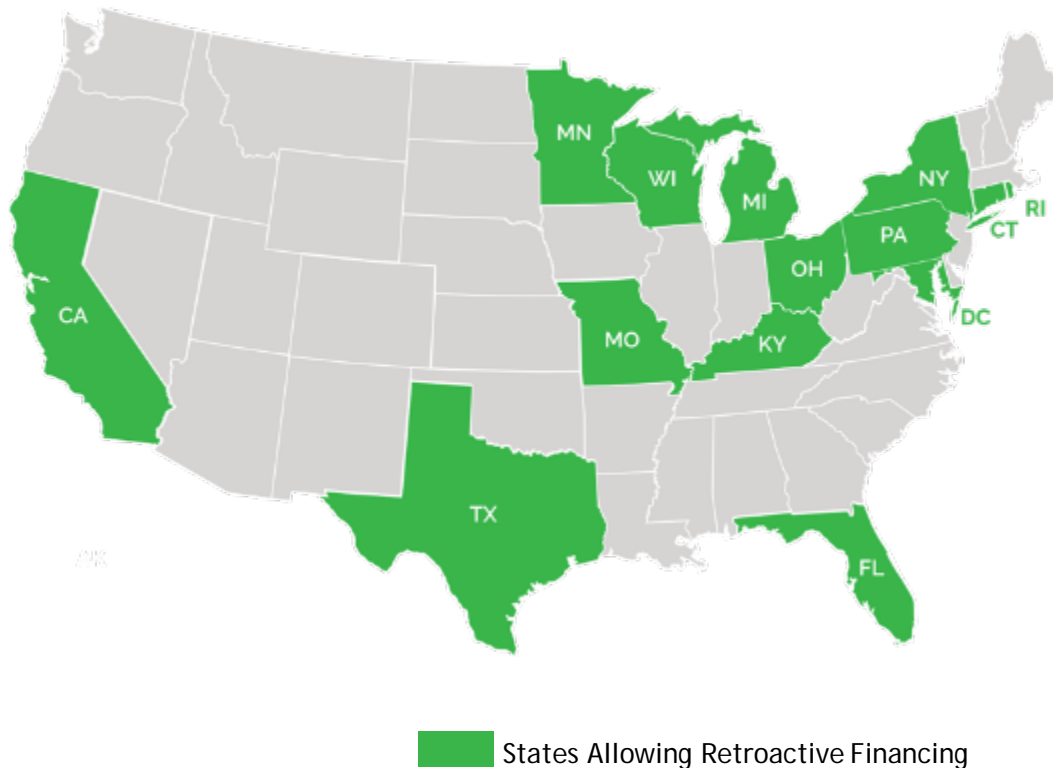 MN
WI
MI
NY
RI
CT
PA
OH
DC
CA
MO
KY
TX
FL
States Allowing Retroactive Financing